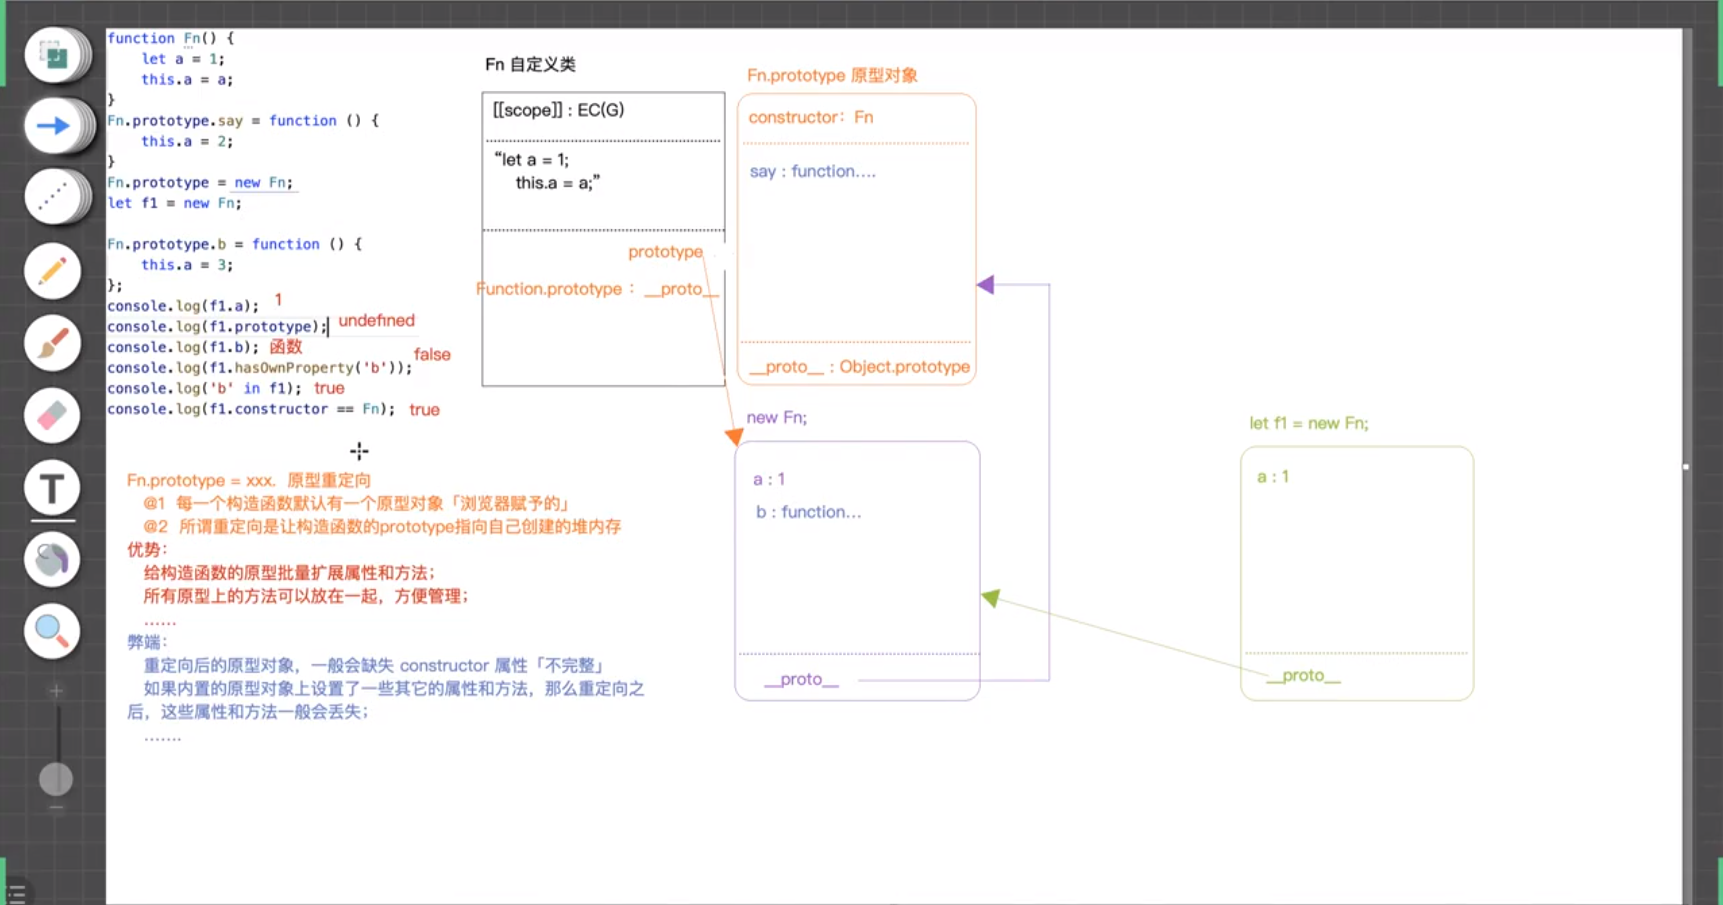 function Fn() {
let a = 1;
this.a = a;
}
Fn.prototype.say = function () {
this.a = 2;
}
Fn.prototype = new Fn;
let f1 = new Fn;
Fn.prototype.b = function () {
this.a = 3;
};
console.log(f1.a); 1
console.log(f1.prototype); undefined
console.log(f1.b); 函数
console.log(f1.hasOwnProperty('b')); false
console.log('b' in f1); true
console.log(f1.constructor == Fn); true
Fn.prototype = xxx. 原型重定向
@1 每一个构造函数默认有一个原型对象「浏览器赋予的」
@2 所谓重定向是让构造函数的prototype指向自己创建的堆内存
优势：
给构造函数的原型批量扩展属性和方法；
所有原型上的方法可以放在一起，方便管理；
......
弊端：
重定向后的原型对象，一般会缺失 constructor 属性「不完整」
如果内置的原型对象上设置了一些其它的属性和方法，那么重定向之
后，这些属性和方法一般会丢失；
.......
Fn 自定义类
[[scope]] : EC(G)
“let a = 1;
this.a = a;”
prototype
Function.prototype : __proto__
Fn.prototype 原型对象
constructor: Fn
say : function....
__proto__ : Object.prototype
new Fn;
a : 1
b : function...
__proto__
let f1 = new Fn;
a : 1
__proto__
T